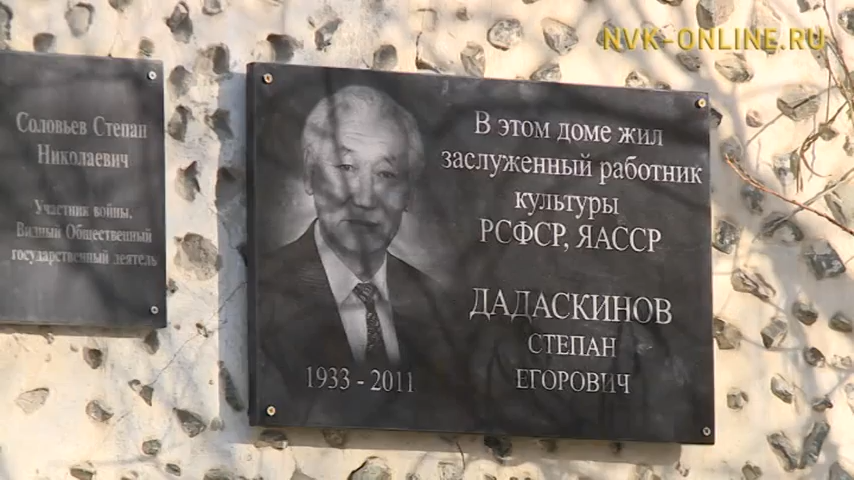 NVK-ONLINE.RU
Соловьев Степан
Николаевич
Участник войны,
Видный Общественный
государственный деятель
В этом доме жил
заслуженный работник
культуры
РСФСР, ЯАССР
ДАДАСКИНОВ
СТЕПАН
ЕГОРОВИЧ
1933 - 2011